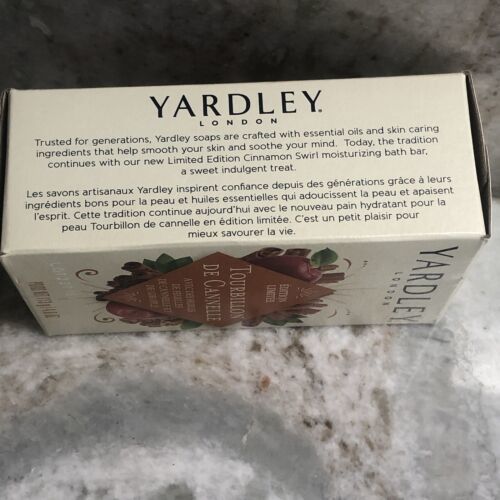 YARDLEY
LONDON
Trusted for generations, Yardley soaps are crafted with essential oils and skin caring
ingredients that help smooth your skin and soothe your mind. Today, the tradition
continues with our new Limited Edition Cinnamon Swirl moisturizing bath bar,
a sweet indulgent treat.
Les savons artisanaux Yardley inspirent confiance depuis des générations grâce à leurs
ingrédients bons pour la peau et huiles essentielles qui adoucissent la peau et apaisent
l'esprit. Cette tradition continue aujourd'hui avec le nouveau pain hydratant pour la
peau Tourbillon de cannelle en édition limitée. C'est un petit plaisir pour
mieux savourer la vie.
YARDLEY
LONDON
ÉDITION
LIMITÉE
TOURBILLON
DE CANNELLE